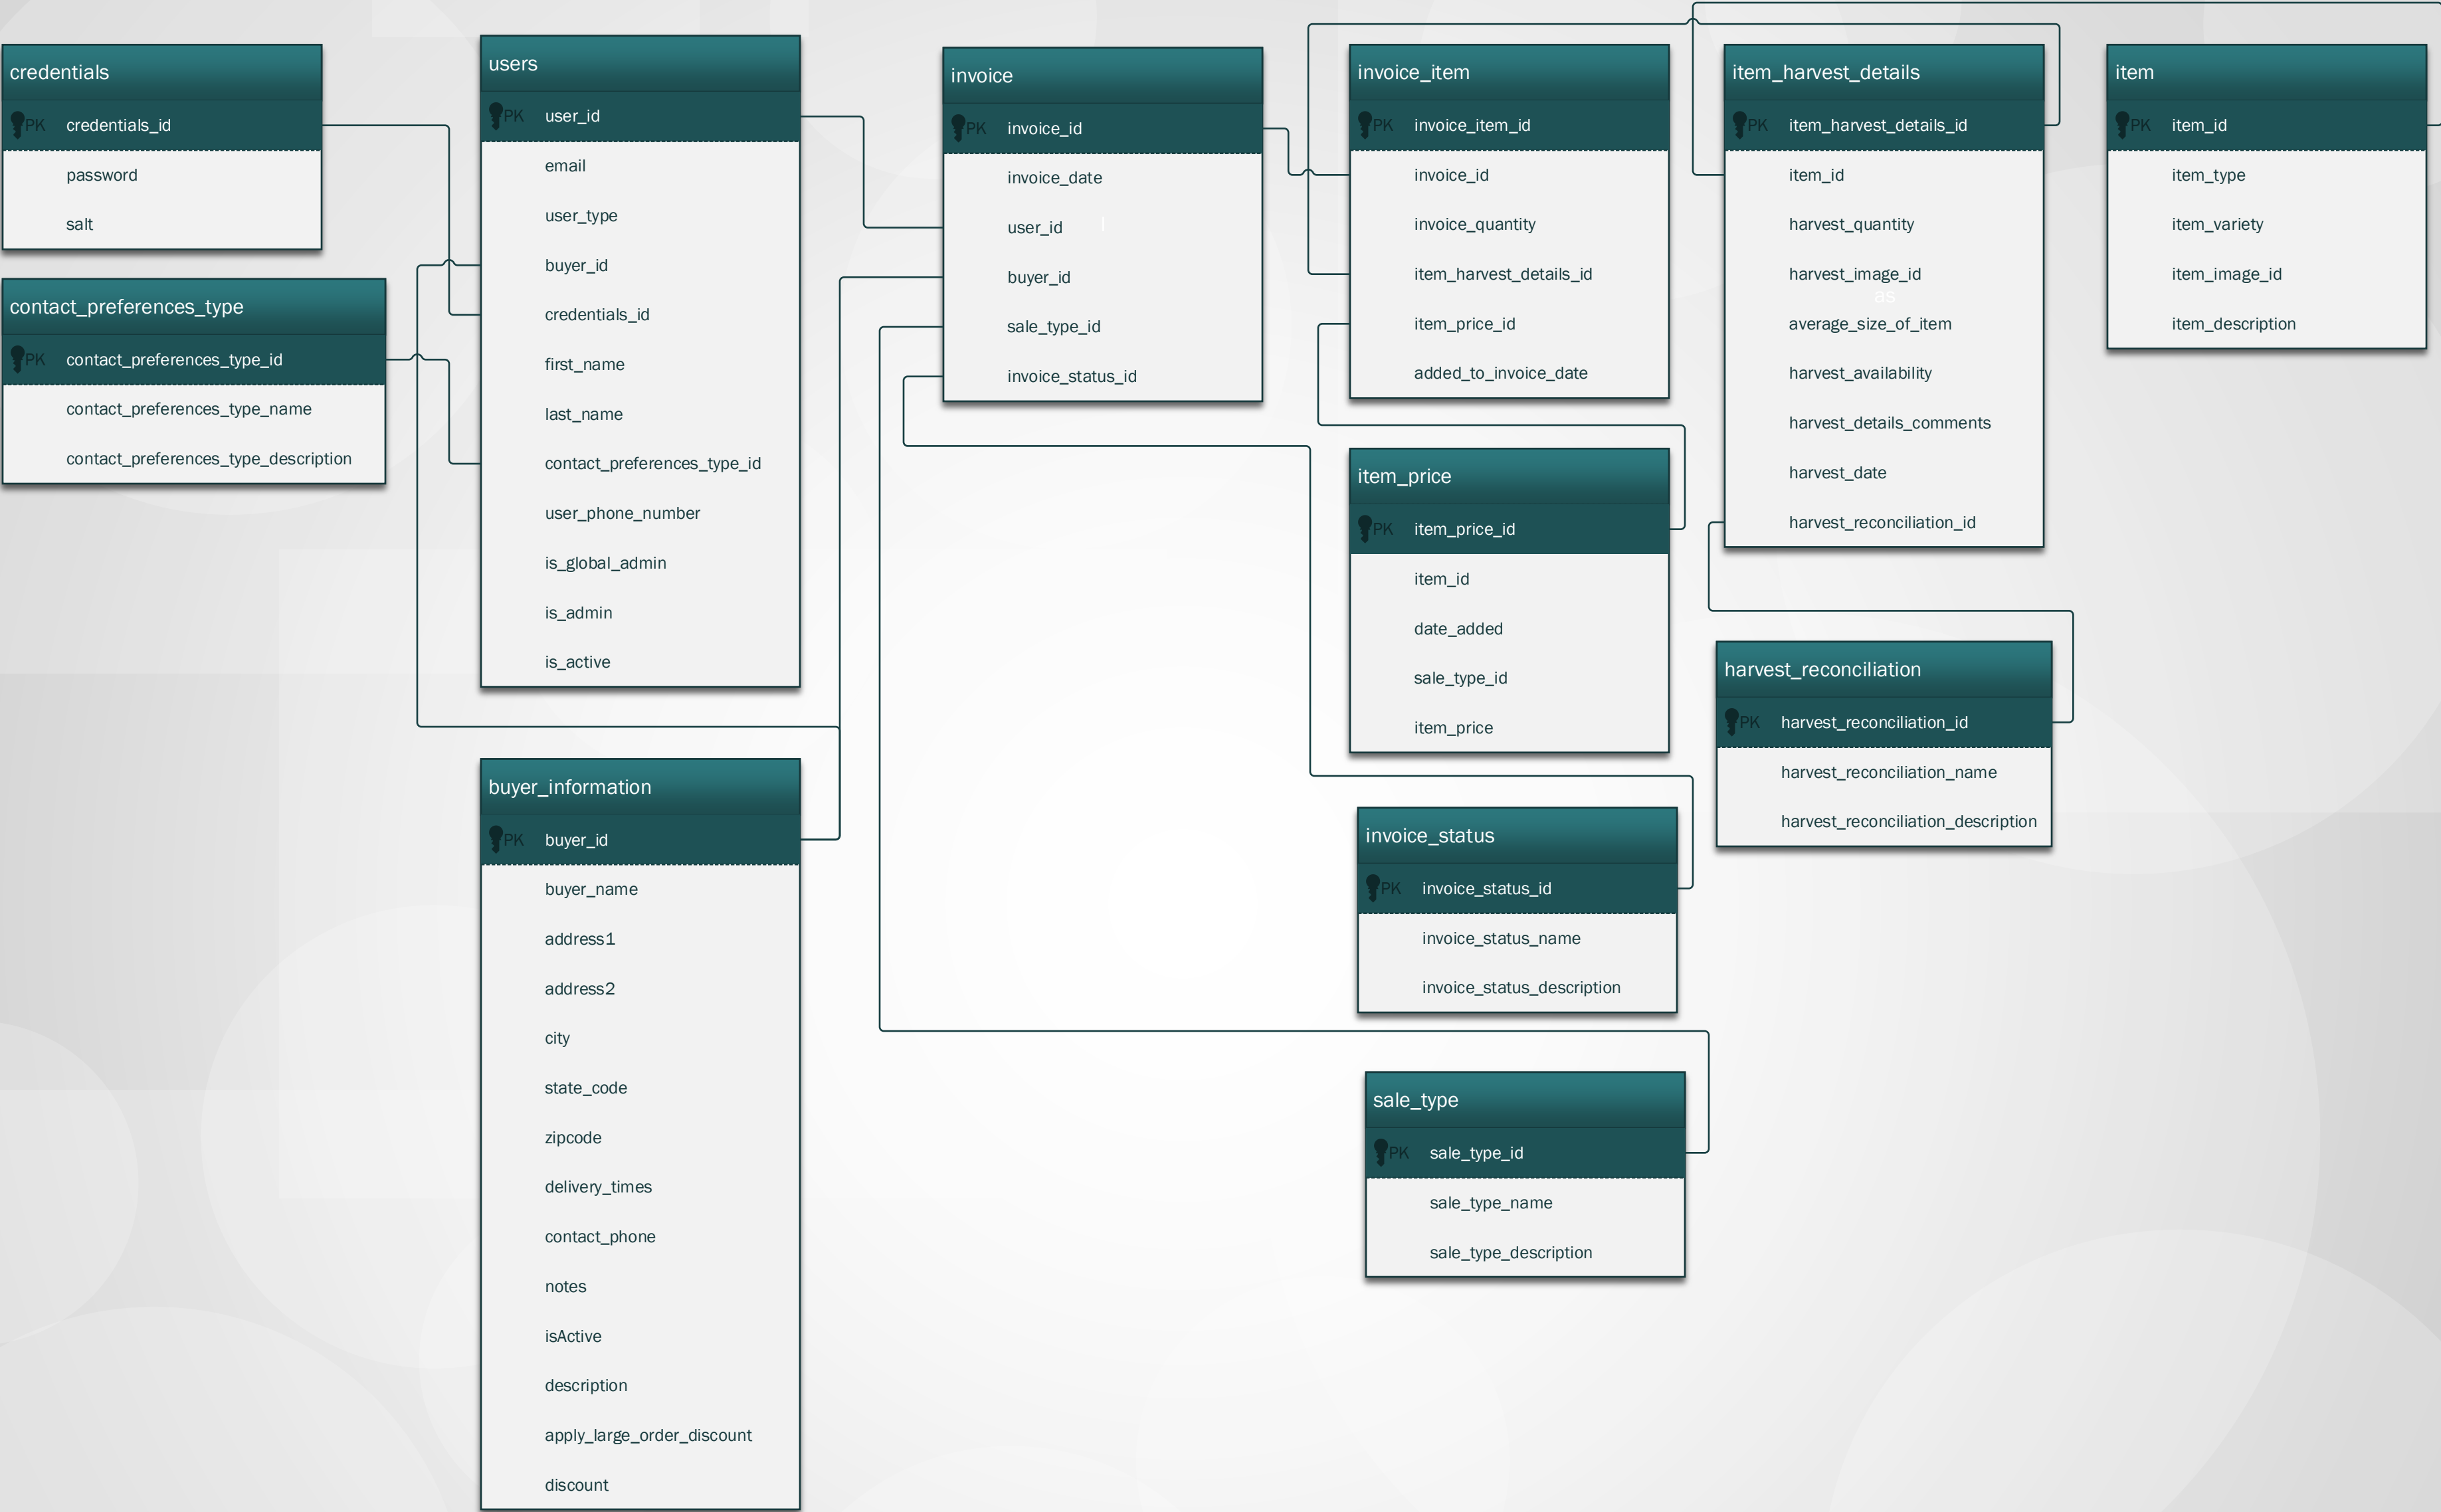 credentials
PK credentials_id
password
salt
contact_preferences_type
PK contact_preferences_type_id
contact_preferences_type_name
contact_preferences_type_description
users
PK user_id
email
user_type
buyer_id
credentials_id
first_name
last_name
contact_preferences_type_id
user_phone_number
is_global_admin
is_admin
is_active
buyer_information
PK buyer_id
buyer_name
address1
address2
city
state_code
zipcode
delivery_times
contact_phone
notes
isActive
description
apply_large_order_discount
discount
invoice
PK invoice_id
invoice_date
user_id
buyer_id
sale_type_id
invoice_status_id
invoice_item
PK invoice_item_id
invoice_id
invoice_quantity
item_harvest_details_id
item_price_id
added_to_invoice_date
item_price
PK item_price_id
item_id
date_added
sale_type_id
item_price
invoice_status
PK invoice_status_id
invoice_status_name
invoice_status_description
sale_type
PK sale_type_id
sale_type_name
sale_type_description
item_harvest_details
PK item_harvest_details_id
item_id
harvest_quantity
harvest_image_id
as
average_size_of_item
harvest_availability
harvest_details_comments
harvest_date
harvest_reconciliation_id
harvest_reconciliation
PK harvest_reconciliation_id
harvest_reconciliation_name
harvest_reconciliation_description
item
PK item_id
item_type
item_variety
item_image_id
item_description